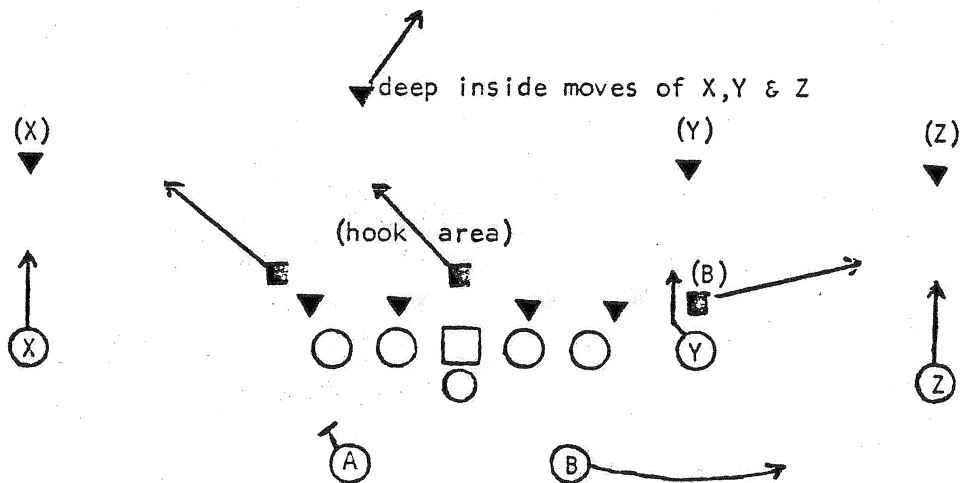 deep inside moves of X,Y & Z
(X)
(Y)
(Z)
(hook area)
(B)
X
Y
Z
A
B